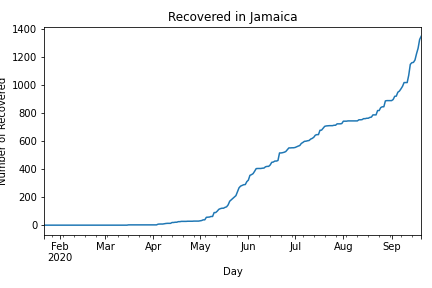 Recovered in Jamaica
Number of Recovered
1400
1200
1000
800
600
400
200
0
Feb Mar Apr May Jun Jul Aug Sep
2020
Day